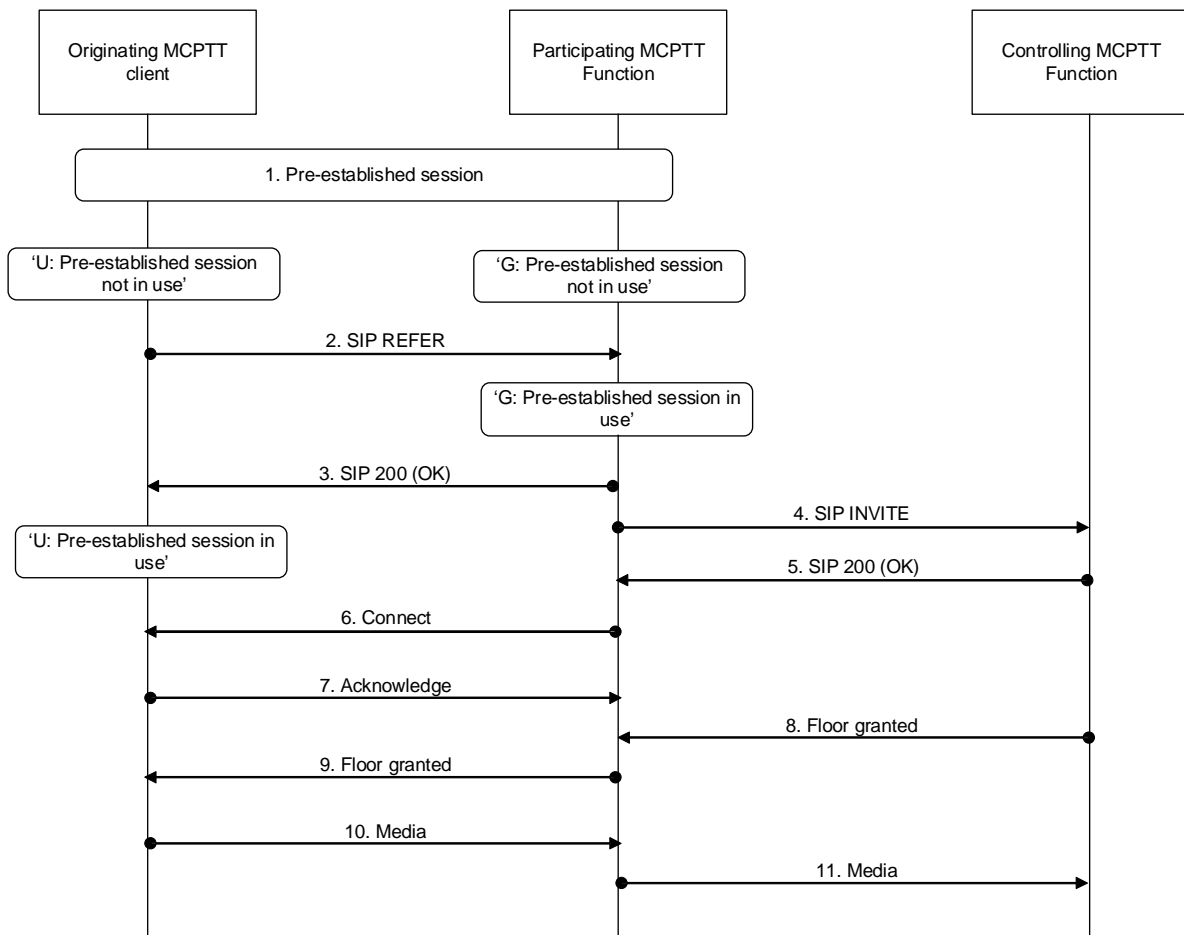 Originating MCPTT
client
Participating MCPTT
Function
Controlling MCPTT
Function
1. Pre-established session
‘U: Pre-established session
not in use’
‘G: Pre-established session
not in use’
2. SIP REFER
‘G: Pre-established session in
use’
3. SIP 200 (OK)
4. SIP INVITE
‘U: Pre-established session in
use’
5. SIP 200 (OK)
6. Connect
7. Acknowledge
8. Floor granted
9. Floor granted
10. Media
11. Media